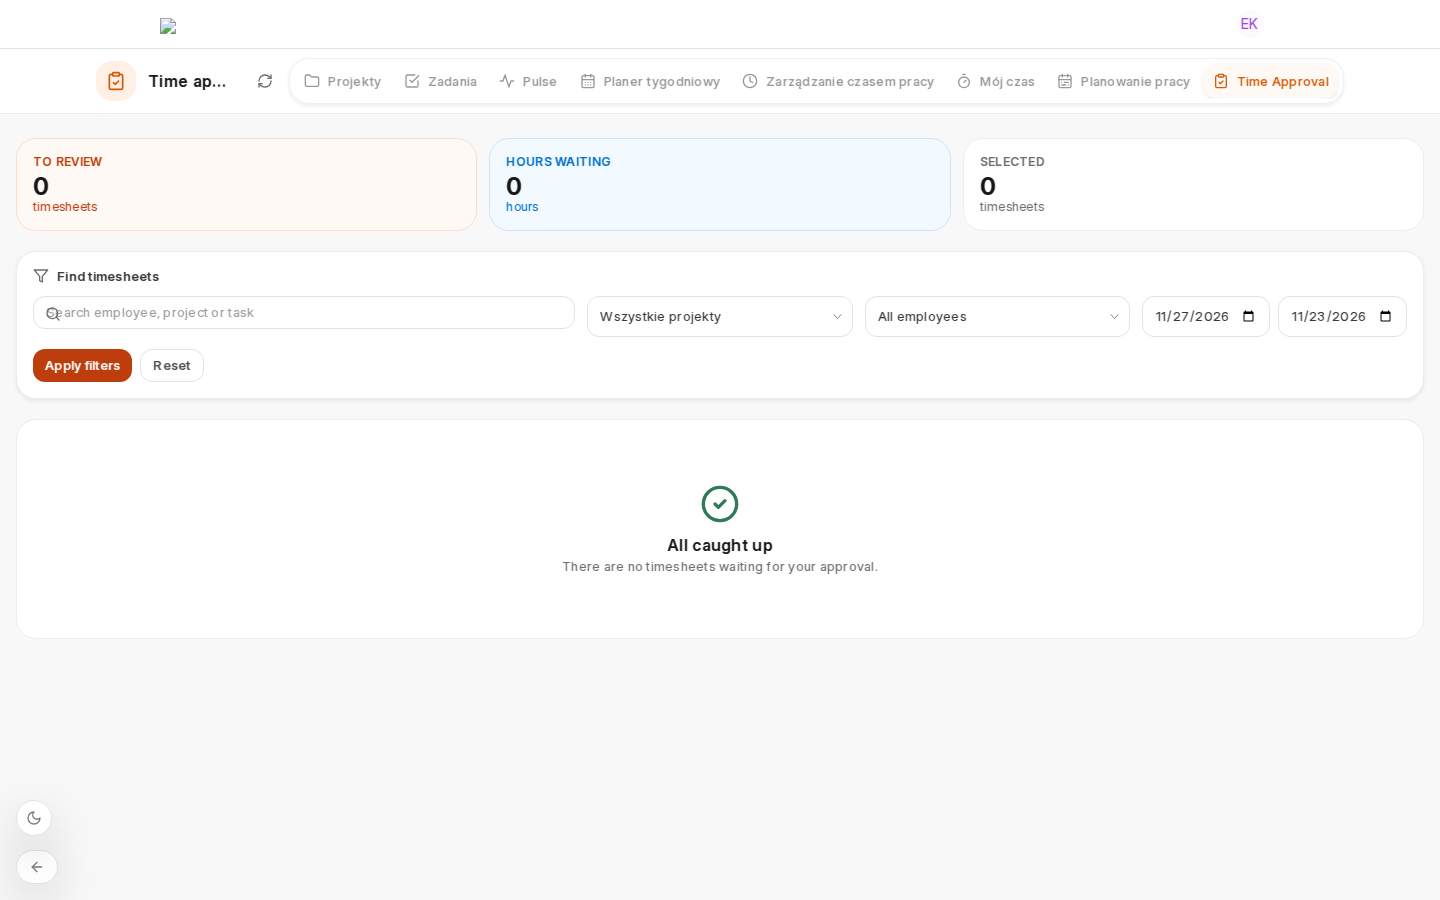 EK
Time ap...
Projekty
Zadania
Pulse
Planer tygodniowy
Zarządzanie czasem pracy
Mój czas
Planowanie pracy
Time Approval
TO REVIEW
0
timesheets
HOURS WAITING
0
hours
SELECTED
0
timesheets
Find timesheets
Search employee, project or task
Wszystkie projekty
All employees
11/27/2026
11/23/2026
Apply filters
Reset
All caught up
There are no timesheets waiting for your approval.